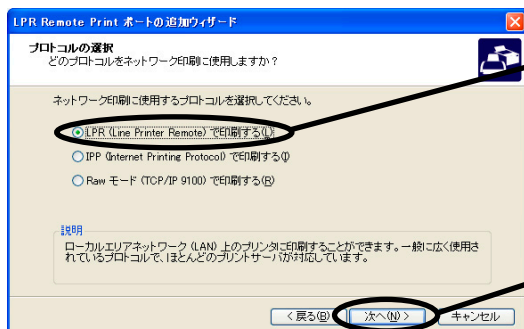 LPR Remote Print ポートの追加ウィザード
プロトコルの選択
どのプロトコルをネットワーク印刷に使用しますか？
ネットワーク印刷に使用するプロトコルを選択してください。
LPR (Line Printer Remote) で印刷する(L)
IPP (Internet Printing Protocol) で印刷する(I)
Raw モード (TCP/IP 9100) で印刷する(R)
説明
ローカルエリアネットワーク (LAN) 上のプリンタに印刷することができます。一般に広く使用さ
れているプロトコルで、ほとんどのプリントサーバが対応しています。
< 戻る(B) 次へ(N) > キャンセル